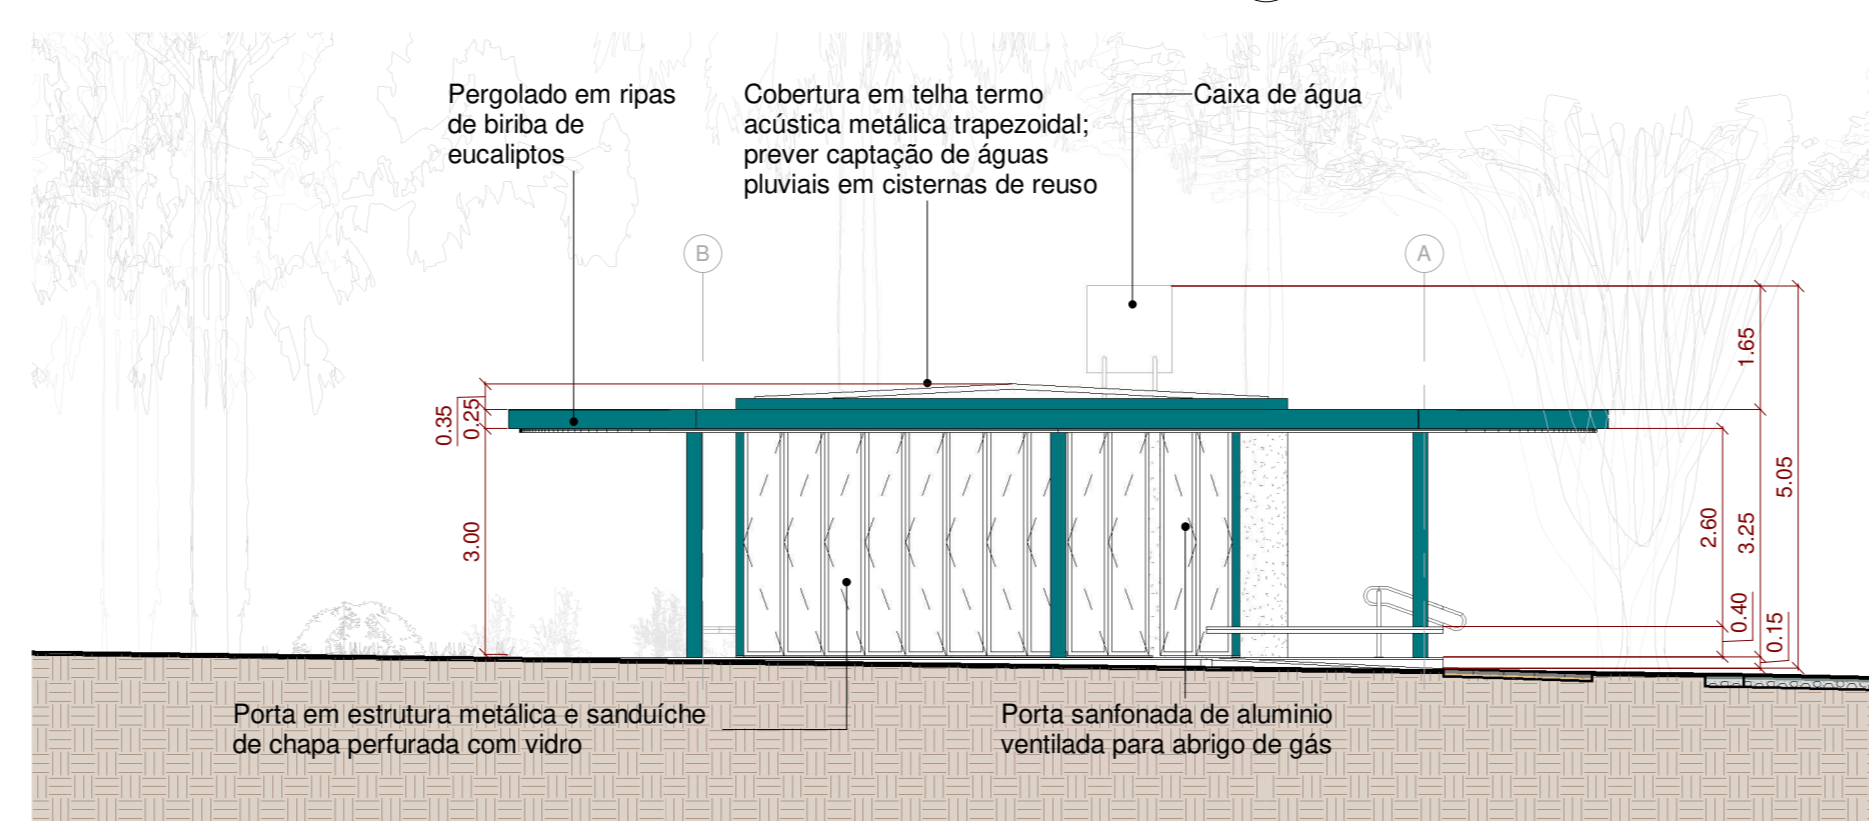 Pergolado em ripas
de biriba de
eucaliptos
Cobertura em telha termo
acústica metálica trapezoidal;
prever captação de águas
pluviais em cisternas de reuso
Caixa de água
B
A
0.35
0.25
3.00
1.65
5.05
2.60
3.25
0.40
0.15
Porta em estrutura metálica e sanduíche
de chapa perfurada com vidro
Porta sanfonada de aluminio
ventilada para abrigo de gás